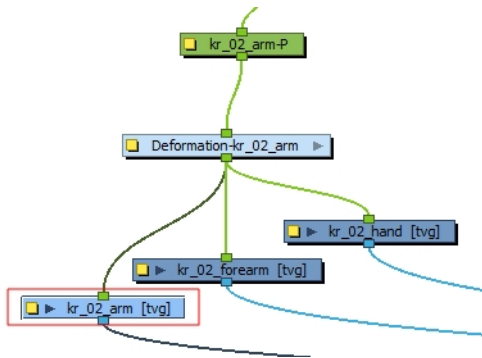 kr_02_arm-P
Deformation-kr_02_arm
kr_02_hand [tvg]
kr_02_forearm [tvg]
kr_02_arm [tvg]